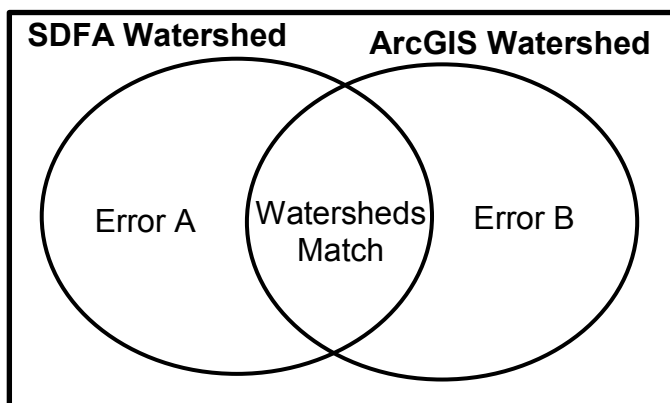 SDFA Watershed
ArcGIS Watershed
Error A
Watersheds
Match
Error B